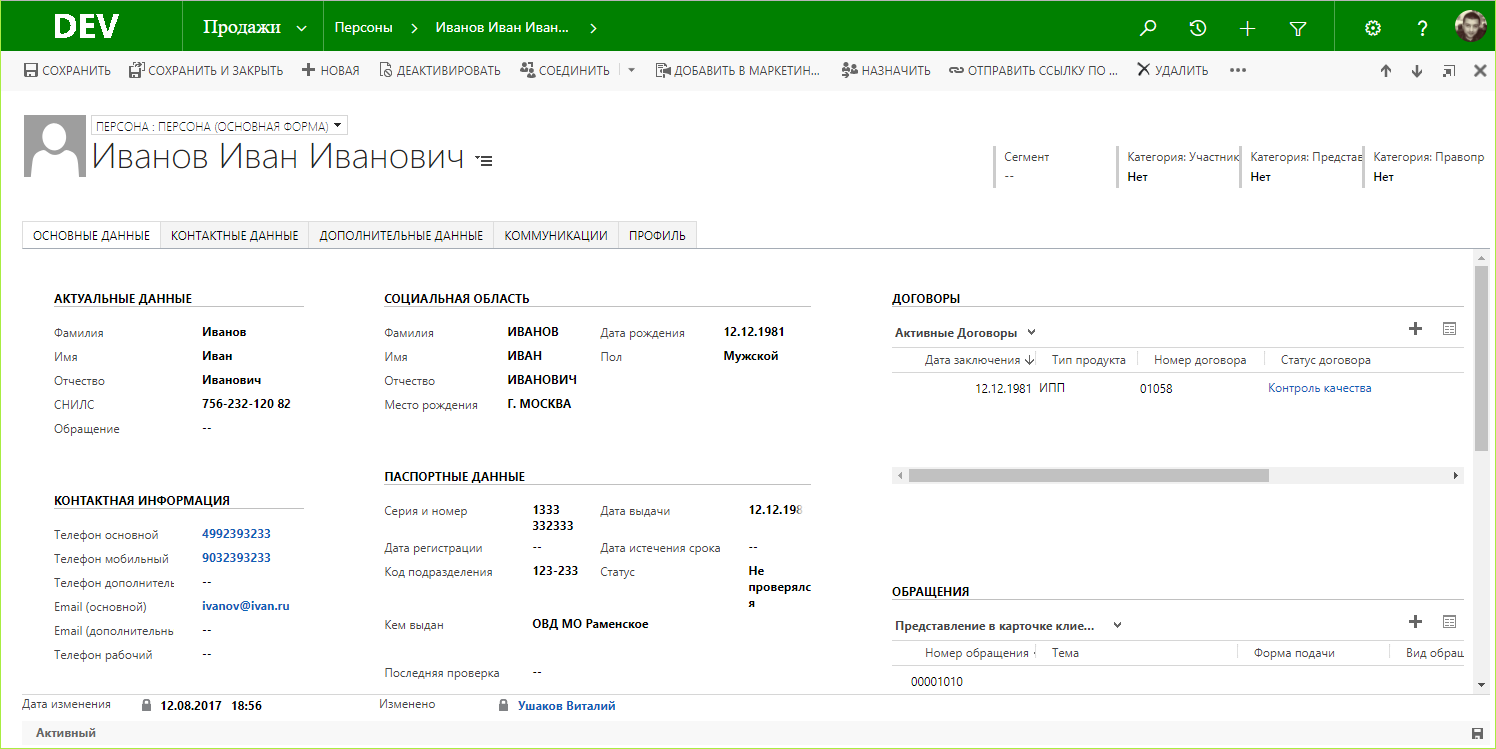 DEV Продажи Персоны Иванов Иван Иван... ?
СОХРАНИТЬ СОХРАНИТЬ И ЗАКРЫТЬ НОВАЯ ДЕАКТИВИРОВАТЬ СОЕДИНИТЬ ДОБАВИТЬ В МАРКЕТИН... НАЗНАЧИТЬ ОТПРАВИТЬ ССЫЛКУ ПО ... УДАЛИТЬ •••
ПЕРСОНА : ПЕРСОНА (ОСНОВНАЯ ФОРМА)
Иванов Иван Иванович
Сегмент Категория: Участник Категория: Представ Категория: Правопр
-- Нет Нет Нет
ОСНОВНЫЕ ДАННЫЕ КОНТАКТНЫЕ ДАННЫЕ ДОПОЛНИТЕЛЬНЫЕ ДАННЫЕ КОММУНИКАЦИИ ПРОФИЛЬ
АКТУАЛЬНЫЕ ДАННЫЕ
Фамилия Иванов
Имя Иван
Отчество Иванович
СНИЛС 756-232-120 82
Обращение --
КОНТАКТНАЯ ИНФОРМАЦИЯ
Телефон основной 4992393233
Телефон мобильный 9032393233
Телефон дополнитель --
Email (основной) ivanov@ivan.ru
Email (дополнительнь --
Телефон рабочий --
СОЦИАЛЬНАЯ ОБЛАСТЬ
Фамилия ИВАНОВ Дата рождения 12.12.1981
Имя ИВАН Пол Мужской
Отчество ИВАНОВИЧ
Место рождения Г. МОСКВА
ПАСПОРТНЫЕ ДАННЫЕ
Серия и номер 1333 Дата выдачи 12.12.198
332333
Дата регистрации -- Дата истечения срока --
Код подразделения 123-233 Статус Не
проверялс
я
Кем выдан ОВД МО Раменское
Последняя проверка --
ДОГОВОРЫ
Активные Договоры
Дата заключения Тип продукта Номер договора Статус договора
12.12.1981 ИПП 01058 Контроль качества
ОБРАЩЕНИЯ
Представление в карточке клие...
Номер обращения Тема Форма подачи Вид обращ
00001010
Дата изменения 12.08.2017 18:56 Изменено Ушаков Виталий
Активный